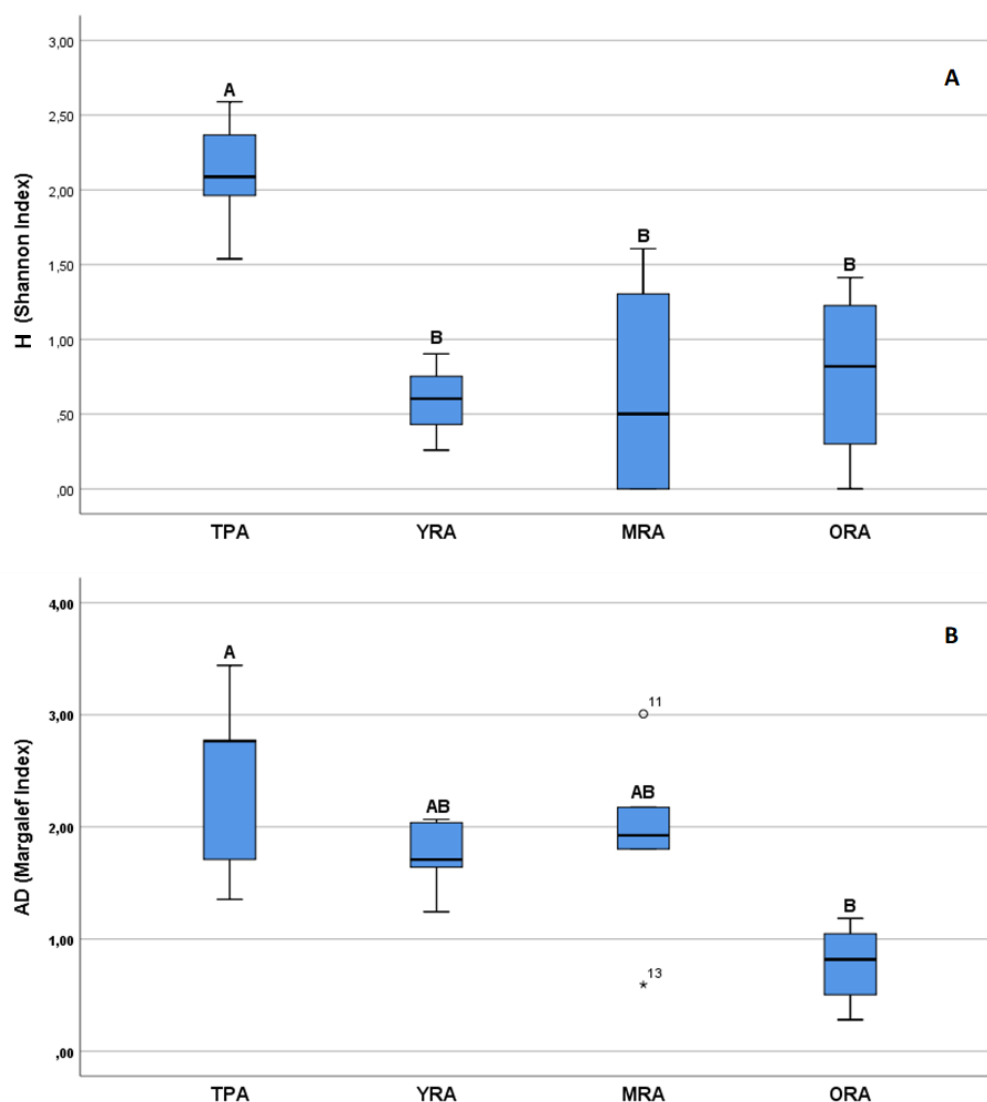 3,00
A
A
2,50
2,00
B
B
1,50
B
1,00
,50
,00
H (Shannon Index)
TPA YRA MRA ORA
4,00
B
A
11
3,00
AB AB
2,00
B
1,00
13
,00
AD (Margalef Index)
TPA YRA MRA ORA